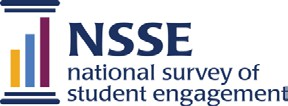 NSSE
national survey of
student engagement